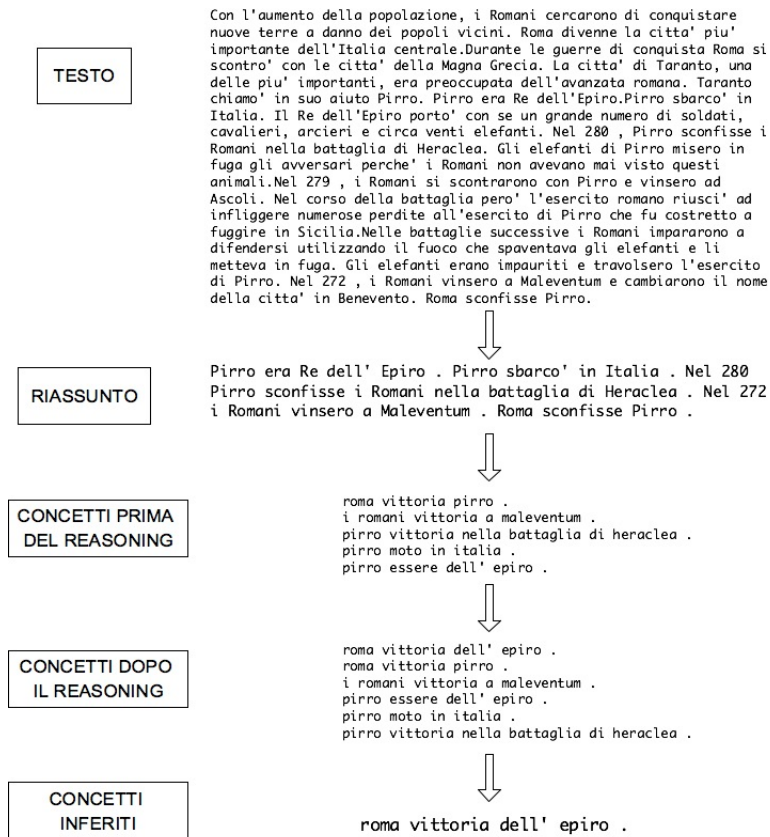 TESTO
Con l'aumento della popolazione, i Romani cercarono di conquistare
nuove terre a danno dei popoli vicini. Roma divenne la citta' piu'
importante dell'Italia centrale.Durante le guerre di conquista Roma si
scontro' con le citta' della Magna Grecia. La citta' di Taranto, una
delle piu' importanti, era preoccupata dell'avanzata romana. Taranto
chiamo' in suo aiuto Pirro. Pirro era Re dell'Epiro.Pirro sbarco' in
Italia. Il Re dell'Epiro porto' con se un grande numero di soldati,
cavalieri, arcieri e circa venti elefanti. Nel 280 , Pirro sconfisse i
Romani nella battaglia di Heraclea. Gli elefanti di Pirro misero in
fuga gli avversari perche' i Romani non avevano mai visto questi
animali.Nel 279 , i Romani si scontrarono con Pirro e vinsero ad
Ascoli. Nel corso della battaglia pero' l'esercito romano riusci' ad
infliggere numerose perdite all'esercito di Pirro che fu costretto a
fuggire in Sicilia.Nelle battaglie successive i Romani impararono a
difendersi utilizzando il fuoco che spaventava gli elefanti e li
metteva in fuga. Gli elefanti erano impauriti e travolsero l'esercito
di Pirro. Nel 272 , i Romani vinsero a Maleventum e cambiarono il nome
della citta' in Benevento. Roma sconfisse Pirro.
RIASSUNTO
Pirro era Re dell' Epiro . Pirro sbarco' in Italia . Nel 280
Pirro sconfisse i Romani nella battaglia di Heraclea . Nel 272
i Romani vinsero a Maleventum . Roma sconfisse Pirro .
CONCETTI PRIMA
DEL REASONING
roma vittoria pirro .
i romani vittoria a maleventum .
pirro vittoria nella battaglia di heraclea .
pirro moto in italia .
pirro essere dell' epiro .
CONCETTI DOPO
IL REASONING
roma vittoria dell' epiro .
roma vittoria pirro .
i romani vittoria a maleventum .
pirro essere dell' epiro .
pirro moto in italia .
pirro vittoria nella battaglia di heraclea .
CONCETTI
INFERITI
roma vittoria dell' epiro .